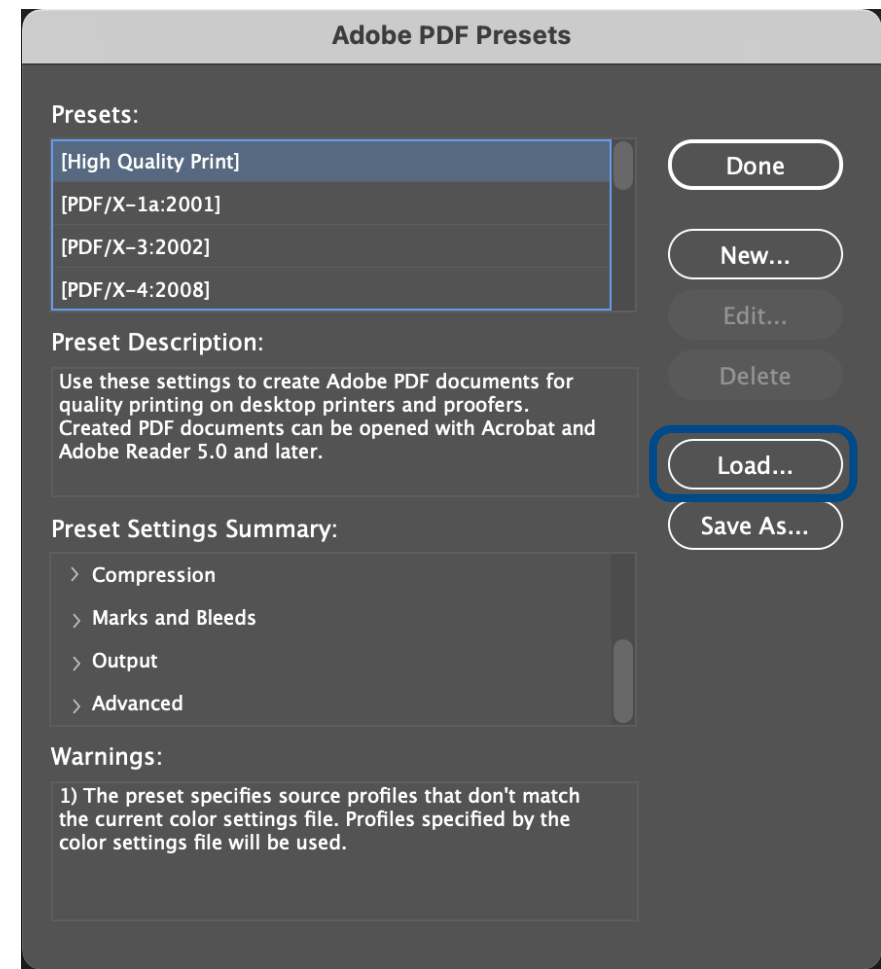 Adobe PDF Presets
Presets:
[High Quality Print]
[PDF/X-1a:2001]
[PDF/X-3:2002]
[PDF/X-4:2008]
Done
New...
Edit...
Delete
Load...
Save As...
Preset Description:
Use these settings to create Adobe PDF documents for
quality printing on desktop printers and proofers.
Created PDF documents can be opened with Acrobat and
Adobe Reader 5.0 and later.
Preset Settings Summary:
Compression
Marks and Bleeds
Output
Advanced
Warnings:
1) The preset specifies source profiles that don't match
the current color settings file. Profiles specified by the
color settings file will be used.